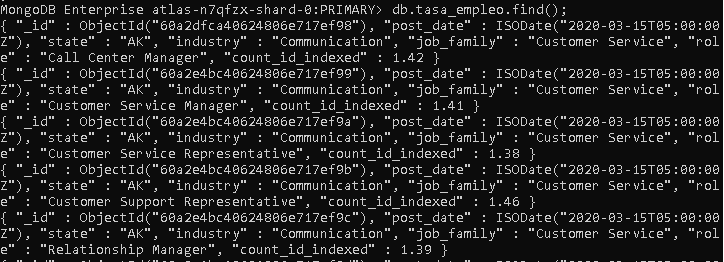 MongoDB Enterprise atlas-n7qfzx-shard-0:PRIMARY> db.tasa_empleo.find();
{ "_id" : ObjectId("60a2dfca40624806e717ef98"), "post_date" : ISODate("2020-03-15T05:00:00
Z"), "state" : "AK", "industry" : "Communication", "job_family" : "Customer Service", "rol
e" : "Call Center Manager", "count_id_indexed" : 1.42 }
{ "_id" : ObjectId("60a2e4bc40624806e717ef99"), "post_date" : ISODate("2020-03-15T05:00:00
Z"), "state" : "AK", "industry" : "Communication", "job_family" : "Customer Service", "rol
e" : "Customer Service Manager", "count_id_indexed" : 1.41 }
{ "_id" : ObjectId("60a2e4bc40624806e717ef9a"), "post_date" : ISODate("2020-03-15T05:00:00
Z"), "state" : "AK", "industry" : "Communication", "job_family" : "Customer Service", "rol
e" : "Customer Service Representative", "count_id_indexed" : 1.38 }
{ "_id" : ObjectId("60a2e4bc40624806e717ef9b"), "post_date" : ISODate("2020-03-15T05:00:00
Z"), "state" : "AK", "industry" : "Communication", "job_family" : "Customer Service", "rol
e" : "Customer Support Representative", "count_id_indexed" : 1.46 }
{ "_id" : ObjectId("60a2e4bc40624806e717ef9c"), "post_date" : ISODate("2020-03-15T05:00:00
Z"), "state" : "AK", "industry" : "Communication", "job_family" : "Customer Service", "rol
e" : "Relationship Manager", "count_id_indexed" : 1.39 }